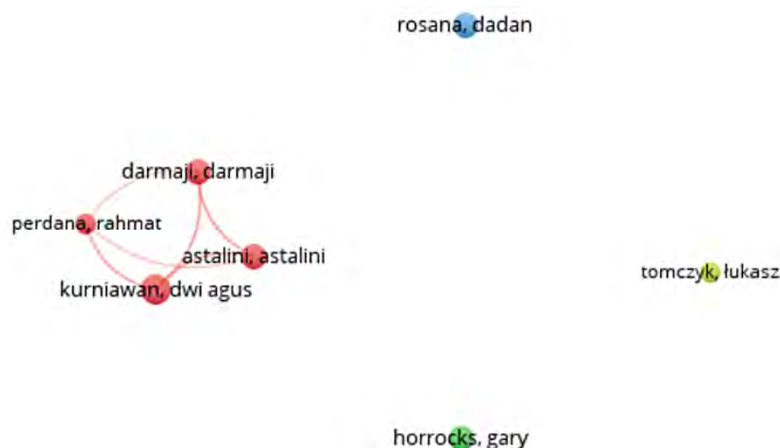 rosana, dadan
darmaji, darmaji
perdana, rahmat
astalini, astalini
kurniawan, dwi agus
tomczyk, łukasz
horrocks, gary